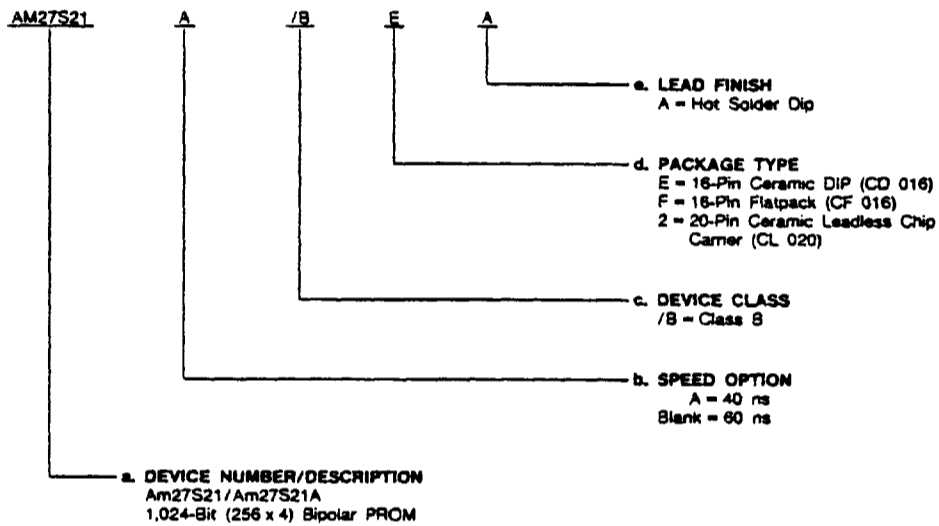 AM27S21 A /B E A
e. LEAD FINISH
A = Hot Solder Dip
d. PACKAGE TYPE
E = 16-Pin Ceramic DIP (CD 016)
F = 16-Pin Flatpack (CF 016)
2 = 20-Pin Ceramic Leadless Chip
Carrier (CL 020)
c. DEVICE CLASS
/B = Class B
b. SPEED OPTION
A = 40 ns
Blank = 60 ns
a. DEVICE NUMBER/DESCRIPTION
Am27S21/Am27S21A
1,024-Bit (256 x 4) Bipolar PROM